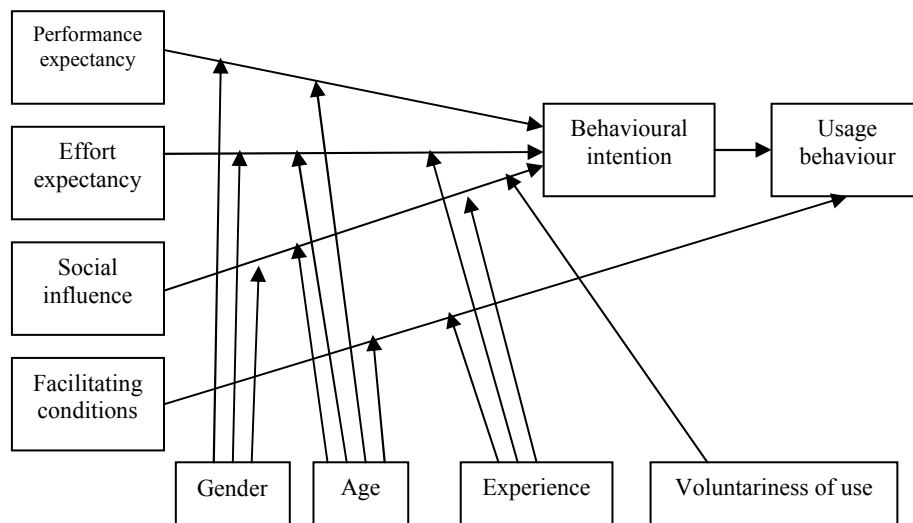 Performance
expectancy
Effort
expectancy
Social
influence
Facilitating
conditions
Behavioural
intention
Usage
behaviour
Gender
Age
Experience
Voluntariness of use